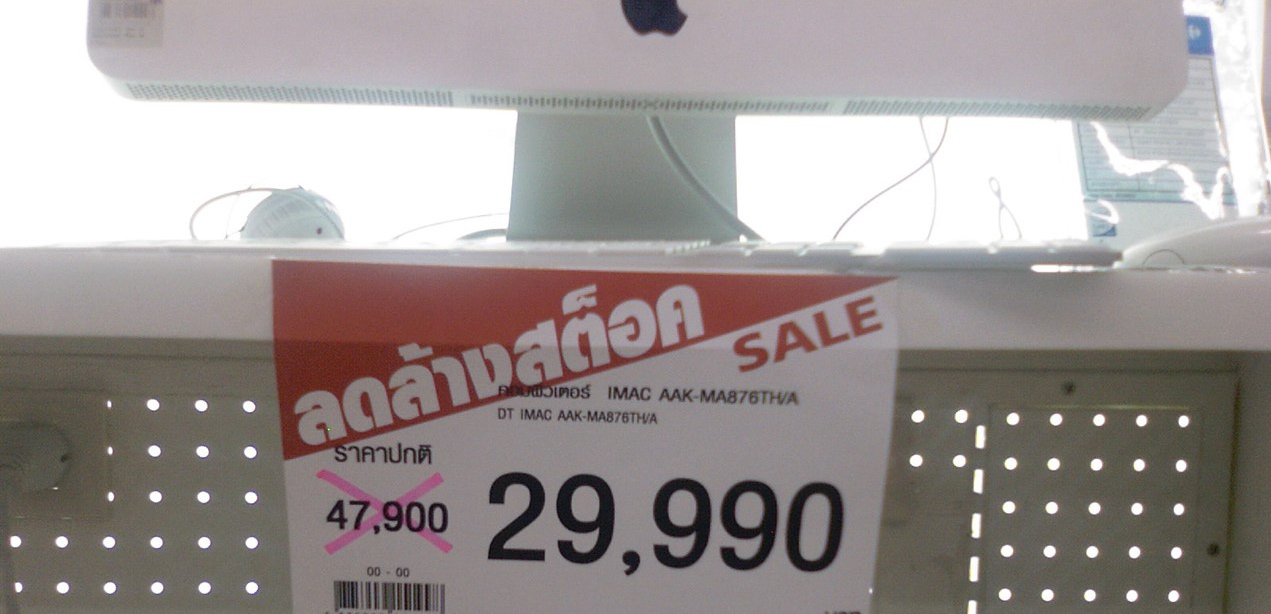 ลดล้างสต็อค
SALE
คอมพิวเตอร์ IMAC AAK-MA876TH/A
DT IMAC AAK-MA876TH/A
ราคาปกติ
47,900
29,990
00 - 00